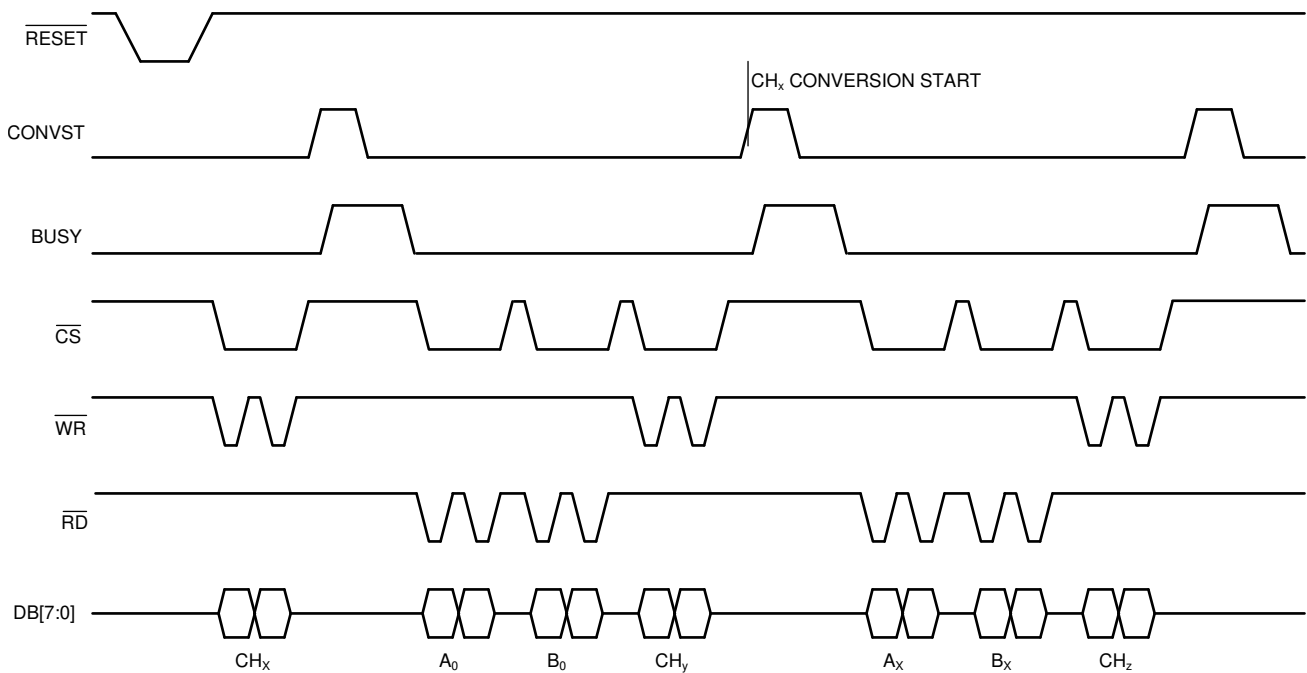 RESET
CHx CONVERSION START
CONVST
BUSY
CS
WR
RD
DB[7:0]
CHX A0 B0 CHy AX BX CHz